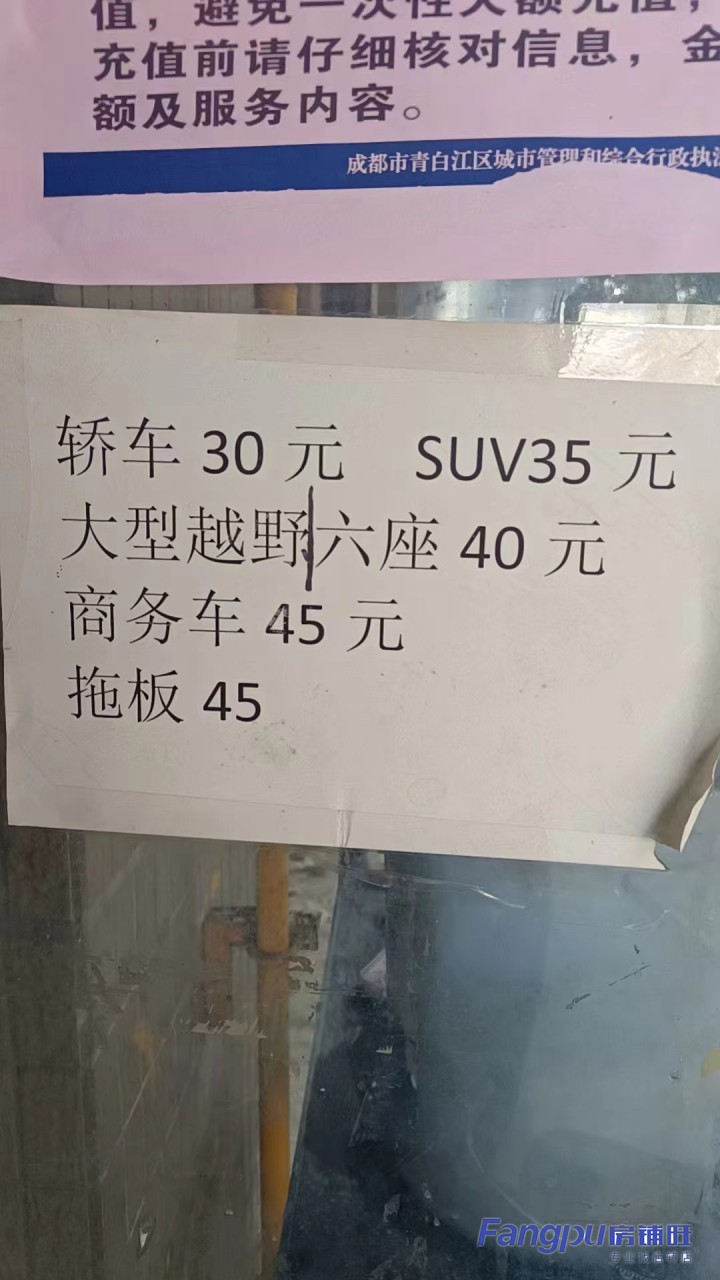 值，避免一次性大额充值，
充值前请仔细核对信息，金
额及服务内容。
成都市青白江区城市管理和综合行政执法
轿车 30 元 SUV35 元
大型越野|六座 40 元
商务车 45 元
拖板 45
Fangpu房铺旺